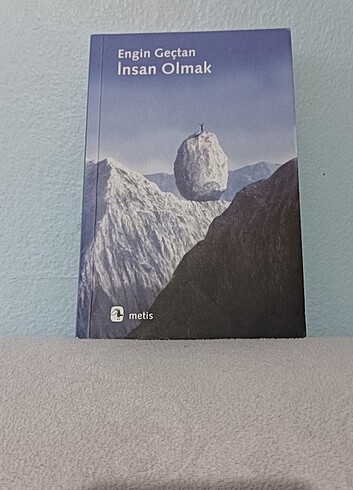 Engin Geçtan
İnsan Olmak
metis